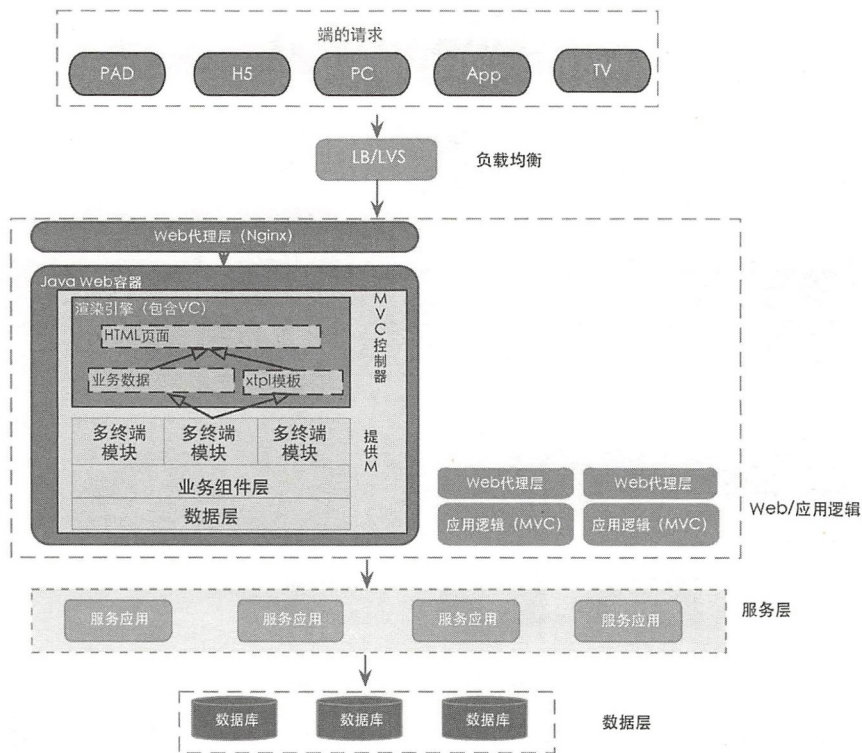 端的请求
PAD
H5
PC
App
TV
LB/LVS
负载均衡
Web代理层（Nginx）
Java Web容器
渲染引擎（包含VC）
HTML页面
业务数据
xtpl模板
MVC控制器
提供M
多终端
模块
多终端
模块
多终端
模块
业务组件层
数据层
Web代理层
Web代理层
应用逻辑（MVC）
应用逻辑（MVC）
Web/应用逻辑
服务应用
服务应用
服务应用
服务应用
服务层
数据库
数据库
数据库
数据层